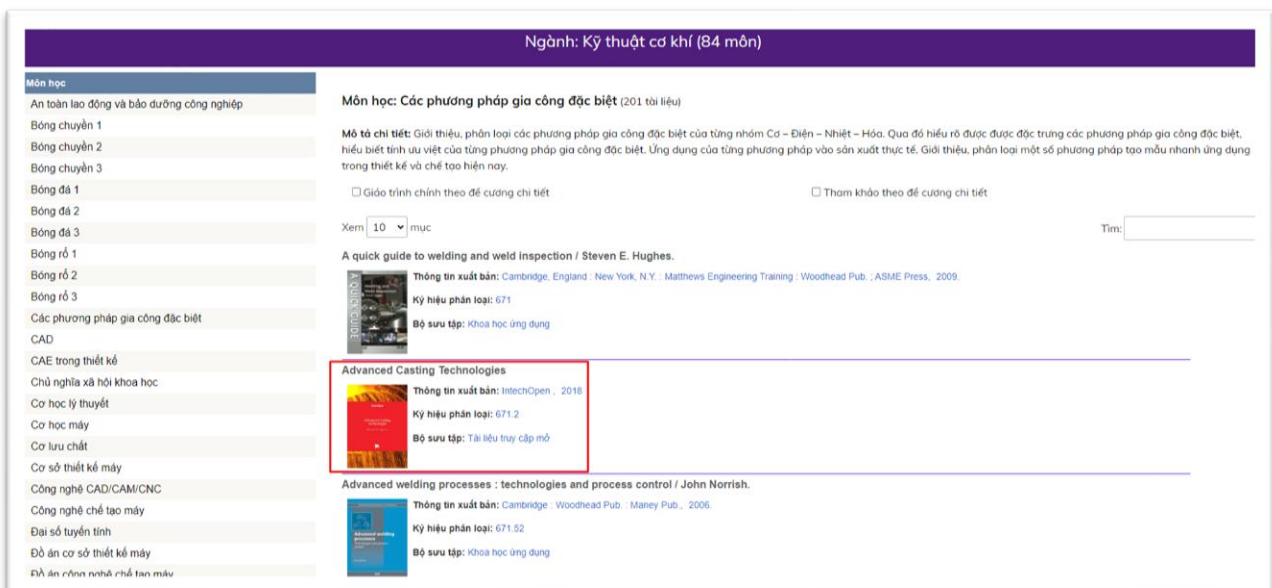 Ngành: Kỹ thuật cơ khí (84 môn)
Môn học
An toàn lao động và bảo dưỡng công nghiệp
Bóng chuyền 1
Bóng chuyền 2
Bóng chuyền 3
Bóng đá 1
Bóng đá 2
Bóng đá 3
Bóng rổ 1
Bóng rổ 2
Bóng rổ 3
Các phương pháp gia công đặc biệt
CAD
CAE trong thiết kế
Chủ nghĩa xã hội khoa học
Cơ học lý thuyết
Cơ học máy
Cơ lưu chất
Cơ sở thiết kế máy
Công nghệ CAD/CAM/CNC
Công nghệ chế tạo máy
Đại số tuyến tính
Đồ án cơ sở thiết kế máy
Đồ án công nghệ chế tạo máy
Môn học: Các phương pháp gia công đặc biệt (201 tài liệu)
Mô tả chi tiết: Giới thiệu, phân loại các phương pháp gia công đặc biệt của từng nhóm Cơ – Điện – Nhiệt – Hóa. Qua đó hiểu rõ được được đặc trưng các phương pháp gia công đặc biệt,
hiểu biết tính ưu việt của từng phương pháp gia công đặc biệt. Ứng dụng của từng phương pháp vào sản xuất thực tế. Giới thiệu, phân loại một số phương pháp tạo mẫu nhanh ứng dụng
trong thiết kế và chế tạo hiện nay.
Giáo trình chính theo đề cương chi tiết
Tham khảo theo đề cương chi tiết
Xem 10 mục
Tìm:
A quick guide to welding and weld inspection / Steven E. Hughes.
A QUICK GUIDE
Thông tin xuất bản: Cambridge, England : New York, N.Y. : Matthews Engineering Training : Woodhead Pub. ; ASME Press, 2009.
Ký hiệu phân loại: 671
Bộ sưu tập: Khoa học ứng dụng
Advanced Casting Technologies
Thông tin xuất bản: IntechOpen , 2018
Ký hiệu phân loại: 671.2
Bộ sưu tập: Tài liệu truy cập mở
Advanced welding processes : technologies and process control / John Norrish.
Advanced welding processes
Thông tin xuất bản: Cambridge : Woodhead Pub. : Maney Pub., 2006.
Ký hiệu phân loại: 671.52
Bộ sưu tập: Khoa học ứng dụng